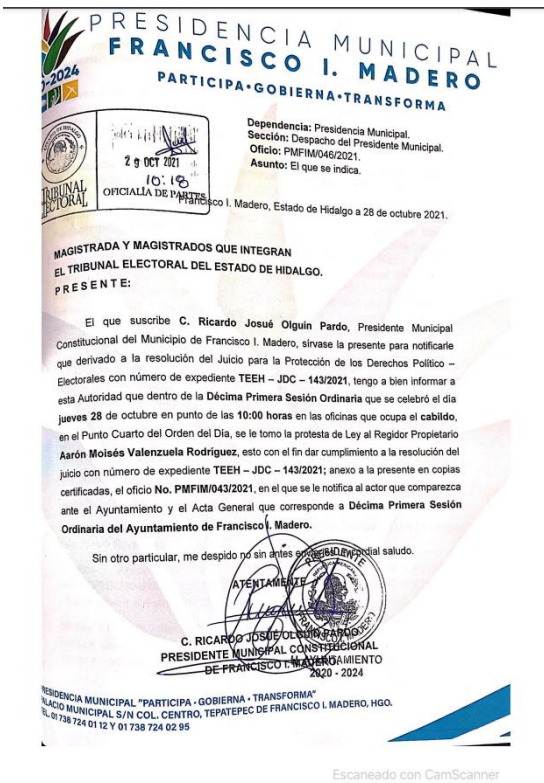 PRESIDENCIA MUNICIPAL
FRANCISCO I. MADERO
PARTICIPA•GOBIERNA•TRANSFORMA
-2024
Dependencia: Presidencia Municipal.
Sección: Despacho del Presidente Municipal.
Oficio: PMFIM/046/2021.
Asunto: El que se indica.
29 OCT 2021
10:18
TRIBUNAL
ELECTORAL
OFICIALIA DE PARTES
Francisco I. Madero, Estado de Hidalgo a 28 de octubre 2021.
MAGISTRADA Y MAGISTRADOS QUE INTEGRAN
EL TRIBUNAL ELECTORAL DEL ESTADO DE HIDALGO.
P R E S E N T E:
El que suscribe C. Ricardo Josué Olguín Pardo, Presidente Municipal
Constitucional del Municipio de Francisco I. Madero, sírvase la presente para notificarle
que derivado a la resolución del Juicio para la Protección de los Derechos Político –
Electorales con número de expediente TEEH – JDC – 143/2021, tengo a bien informar a
esta Autoridad que dentro de la Décima Primera Sesión Ordinaria que se celebró el día
jueves 28 de octubre en punto de las 10:00 horas en las oficinas que ocupa el cabildo,
en el Punto Cuarto del Orden del Día, se le tomo la protesta de Ley al Regidor Propietario
Aarón Moisés Valenzuela Rodríguez, esto con el fin dar cumplimiento a la resolución del
juicio con número de expediente TEEH – JDC – 143/2021; anexo a la presente en copias
certificadas, el oficio No. PMFIM/043/2021, en el que se le notifica al actor que comparezca
ante el Ayuntamiento y el Acta General que corresponde a Décima Primera Sesión
Ordinaria del Ayuntamiento de Francisco I. Madero.
Sin otro particular, me despido no sin antes enviarles un cordial saludo.
ATENTAMENTE
PRESIDENTE
C. RICARDO JOSUÉ OLGUÍN PARDO
PRESIDENTE MUNICIPAL CONSTITUCIONAL
DE FRANCISCO I. MADERO
AYUNTAMIENTO
2020 - 2024
PRESIDENCIA MUNICIPAL "PARTICIPA - GOBIERNA - TRANSFORMA"
PALACIO MUNICIPAL S/N COL. CENTRO, TEPATEPEC DE FRANCISCO I. MADERO, HGO.
TEL. 01 738 724 01 12 Y 01 738 724 02 95
Escaneado con CamScanner